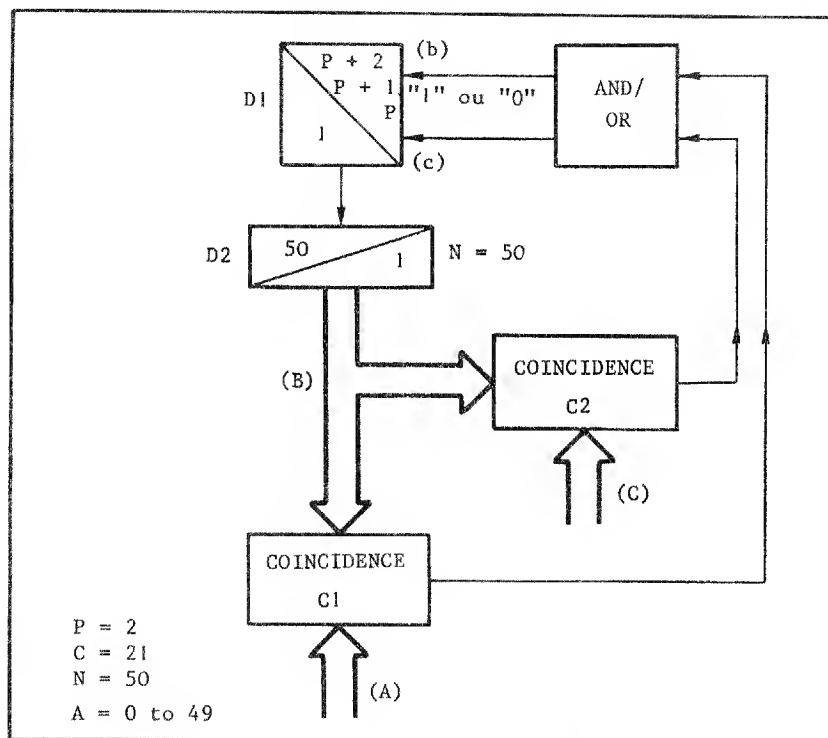 (b)
P + 2
P + 1 "1" ou "0"
P
D1
1
(c)
AND/
OR
D2
50
1
N = 50
(B)
COINCIDENCE
C2
(C)
COINCIDENCE
C1
(A)
P = 2
C = 21
N = 50
A = 0 to 49